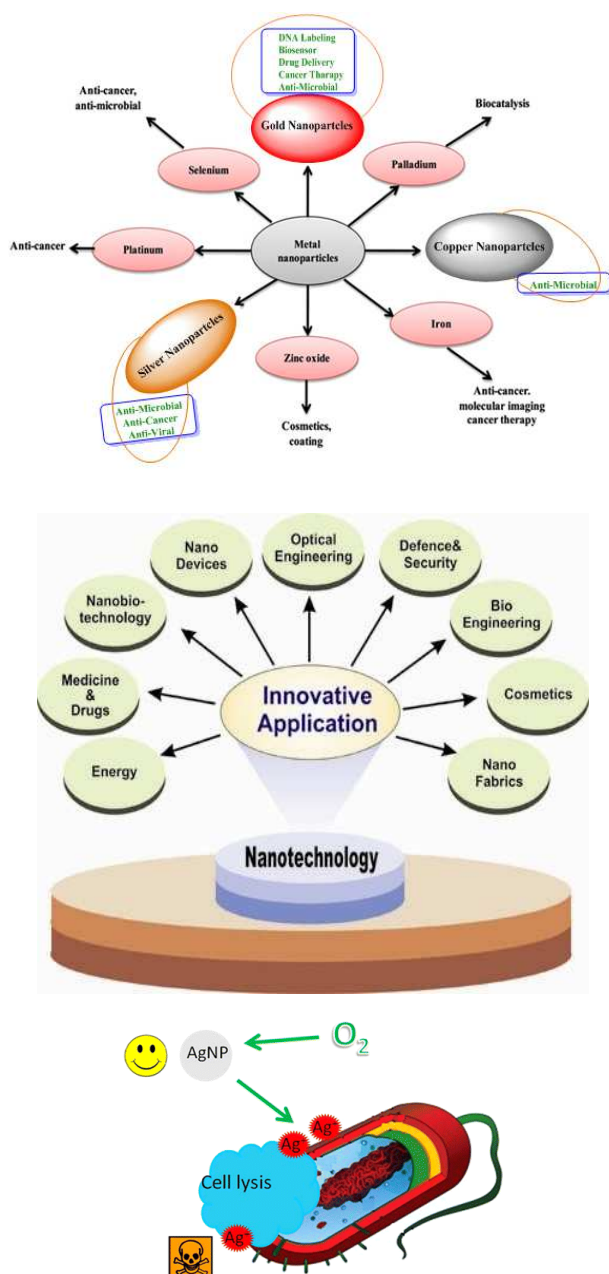 DNA Labeling
Biosensor
Drug Delivery
Cancer Tharapy
Anti-Microbial
Gold Nanopartcles
Anti-cancer,
anti-microbial
Selenium
Palladium
Biocatalysis
Anti-cancer
Platinum
Metal
nanoparticles
Copper Nanopartcles
Anti-Microbial
Silver Nanopartcles
Anti-Microbial
Anti-Cancer
Anti-Viral
Zinc oxide
Cosmetics,
coating
Iron
Anti-cancer.
molecular imaging
cancer therapy
Nano
Devices
Optical
Engineering
Defence&
Security
Nanobio-
technology
Bio
Engineering
Medicine
&
Drugs
Innovative
Application
Cosmetics
Energy
Nano
Fabrics
Nanotechnology
AgNP
O2
Ag+
Ag+
Cell lysis
Ag+